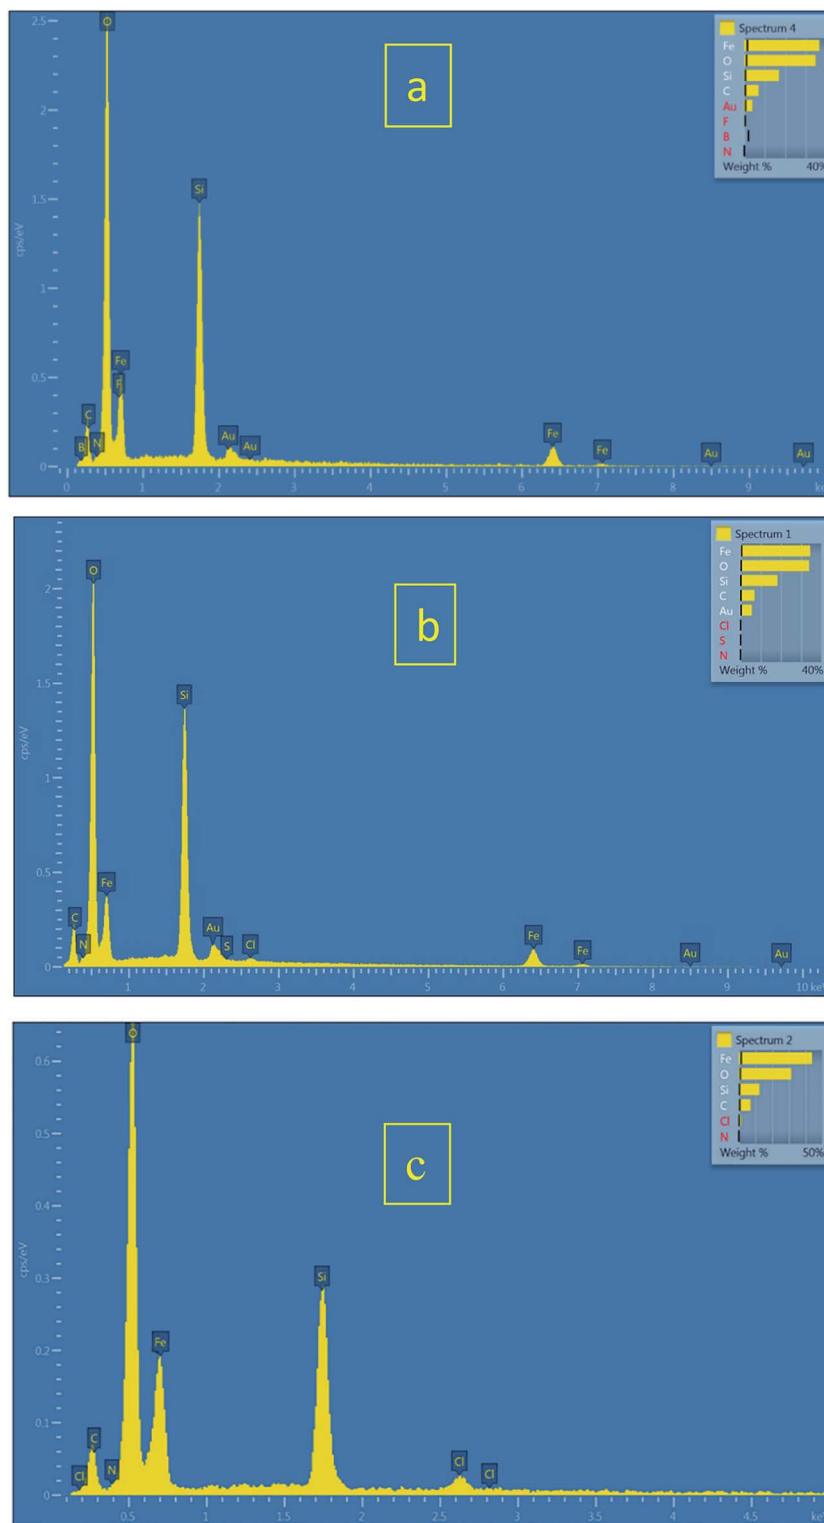 2.5
2
1.5
1
0.5
0
cps/eV
a
O
Si
Fe
F
C
B
N
Au
Au
Fe
Fe
Au
Au
0 1 2 3 4 5 6 7 8 9 ke
Spectrum 4
Fe
O
Si
C
Au
F
B
N
Weight % 40%
2
1.5
1
0.5
0
cps/eV
b
O
Si
Fe
C
N
Au
S
Cl
Fe
Fe
Au
Au
1 2 3 4 5 6 7 8 9 10 keV
Spectrum 1
Fe
O
Si
C
Au
Cl
S
N
Weight % 40%
0.6
0.5
0.4
0.3
0.2
0.1
0
cps/eV
c
O
Si
Fe
C
Cl
N
Cl
Cl
0.5 1 1.5 2 2.5 3 3.5 4 4.5 keV
Spectrum 2
Fe
O
Si
C
Cl
N
Weight % 50%